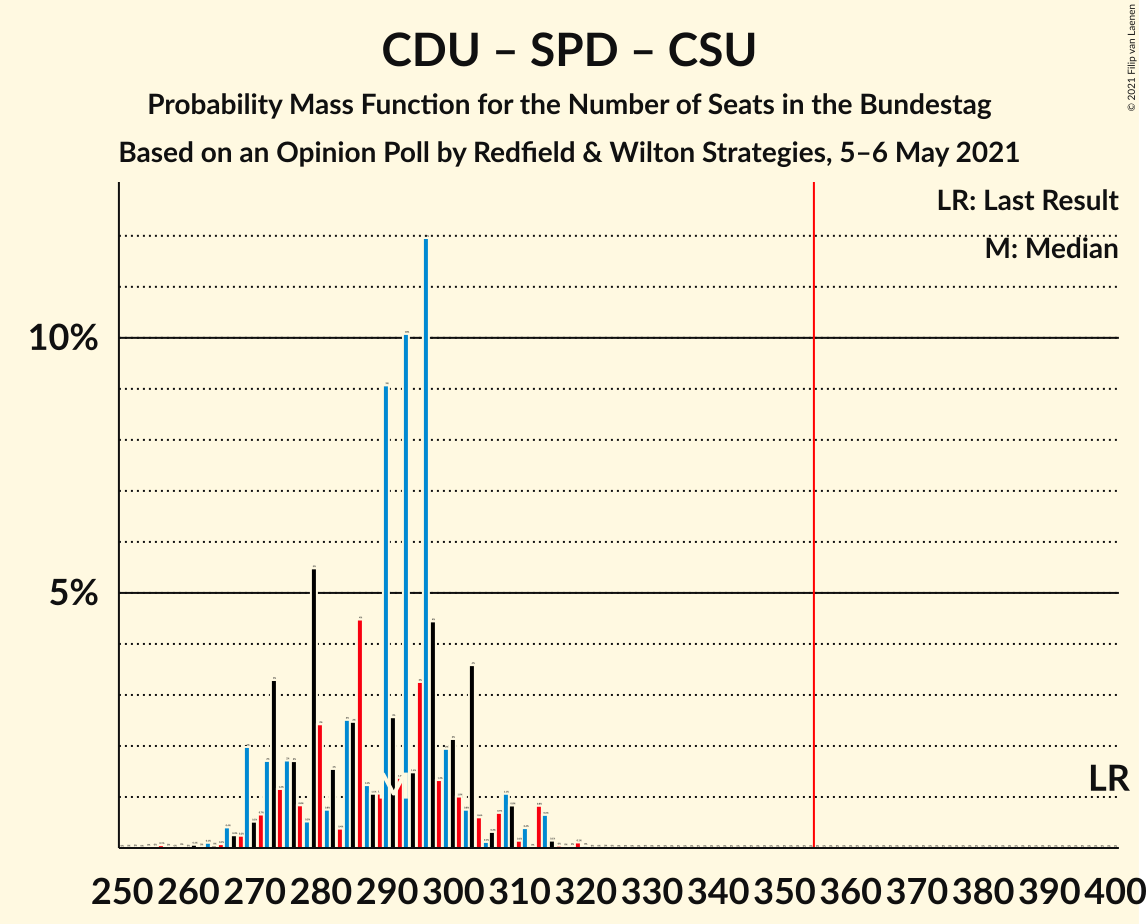 CDU – SPD – CSU
Probability Mass Function for the Number of Seats in the Bundestag
Based on an Opinion Poll by Redfield & Wilton Strategies, 5–6 May 2021
© 2021 Filip van Laenen
LR: Last Result
M: Median
10%
5%
M
LR
250 260 270 280 290 300 310 320 330 340 350 360 370 380 390 400